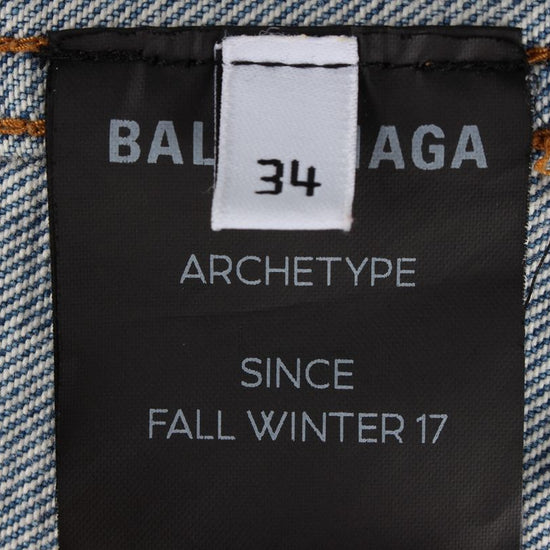 BAL AGA
34
ARCHETYPE
SINCE
FALL WINTER 17